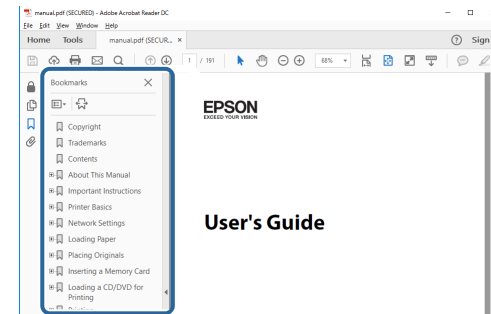 manual.pdf (SECURED) - Adobe Acrobat Reader DC
File Edit View Window Help
Home Tools manual.pdf (SECUR... × Sign
1 / 191 68%
Bookmarks
Copyright
Trademarks
Contents
About This Manual
Important Instructions
Printer Basics
Network Settings
Loading Paper
Placing Originals
Inserting a Memory Card
Loading a CD/DVD for
Printing
EPSON
EXCEED YOUR VISION
User's Guide